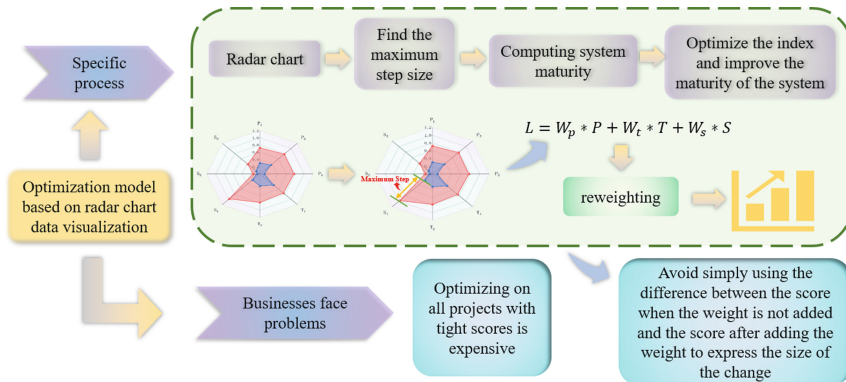 Specific
process
Radar chart
Find the
maximum
step size
Computing system
maturity
Optimize the index
and improve the
maturity of the system
Maximum Step
L = W_p * P + W_t * T + W_s * S
reweighting
Optimization model
based on radar chart
data visualization
Businesses face
problems
Optimizing on
all projects with
tight scores is
expensive
Avoid simply using the
difference between the score
when the weight is not added
and the score after adding the
weight to express the size of
the change